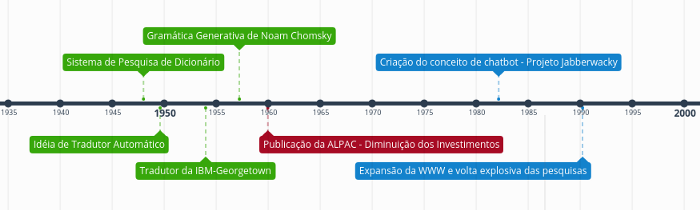 Gramática Generativa de Noam Chomsky
Sistema de Pesquisa de Dicionário
Criação do conceito de chatbot - Projeto Jabberwacky
1935 1940 1945 1950 1955 1960 1965 1970 1975 1980 1985 1990 1995 2000
Idéia de Tradutor Automático
Publicação da ALPAC - Diminuição dos Investimentos
Tradutor da IBM-Georgetown
Expansão da WWW e volta explosiva das pesquisas